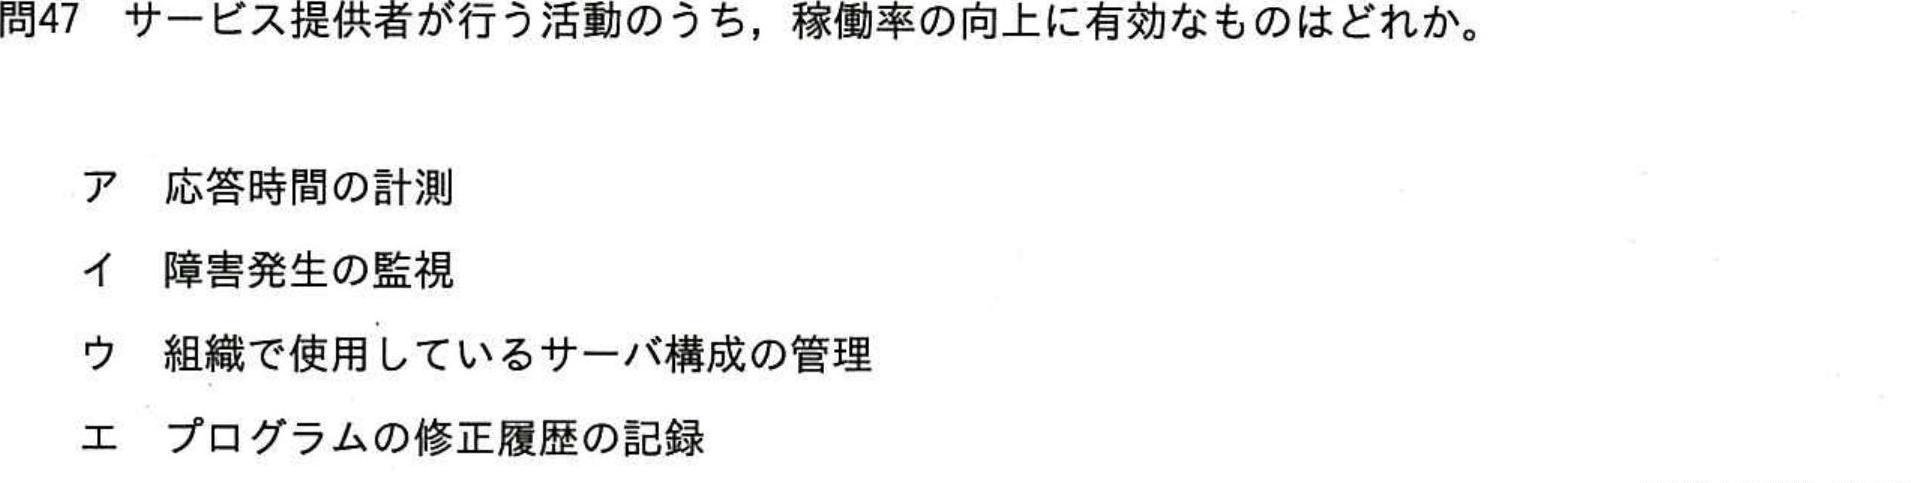 問47　サービス提供者が行う活動のうち，稼働率の向上に有効なものはどれか。
ア　応答時間の計測
イ　障害発生の監視
ウ　組織で使用しているサーバ構成の管理
エ　プログラムの修正履歴の記録